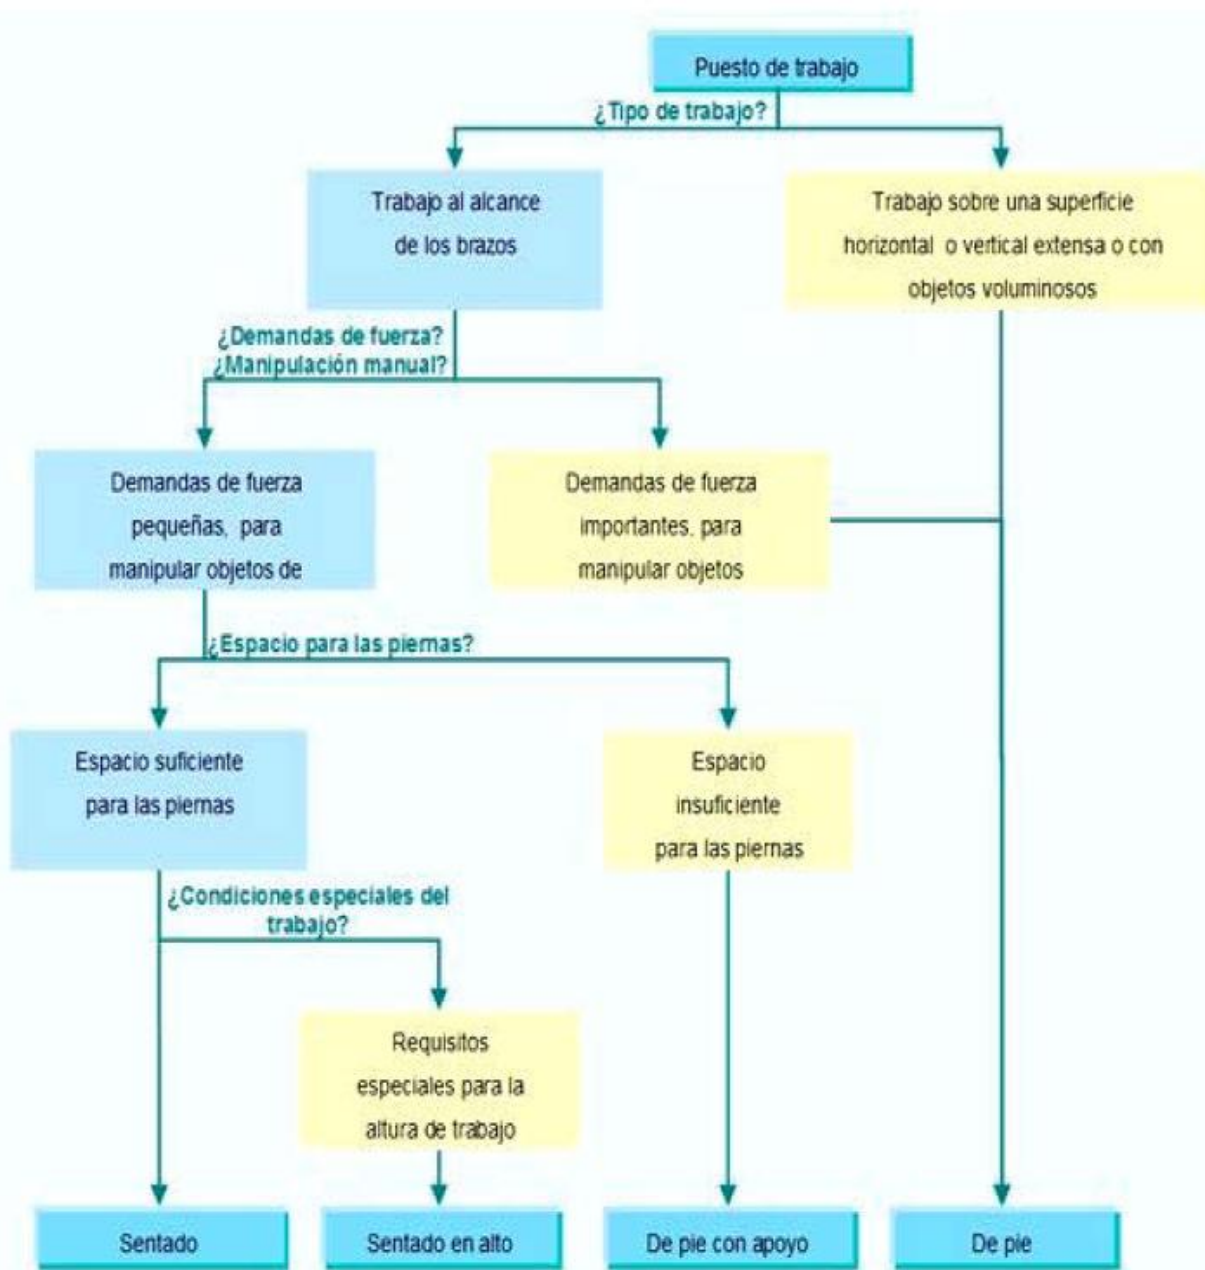 Puesto de trabajo
¿Tipo de trabajo?
Trabajo al alcance
de los brazos
Trabajo sobre una superficie
horizontal o vertical extensa o con
objetos voluminosos
¿Demandas de fuerza?
¿Manipulación manual?
Demandas de fuerza
pequeñas, para
manipular objetos de
Demandas de fuerza
importantes, para
manipular objetos
¿Espacio para las piernas?
Espacio suficiente
para las piernas
Espacio
insuficiente
para las piernas
¿Condiciones especiales del
trabajo?
Requisitos
especiales para la
altura de trabajo
Sentado
Sentado en alto
De pie con apoyo
De pie